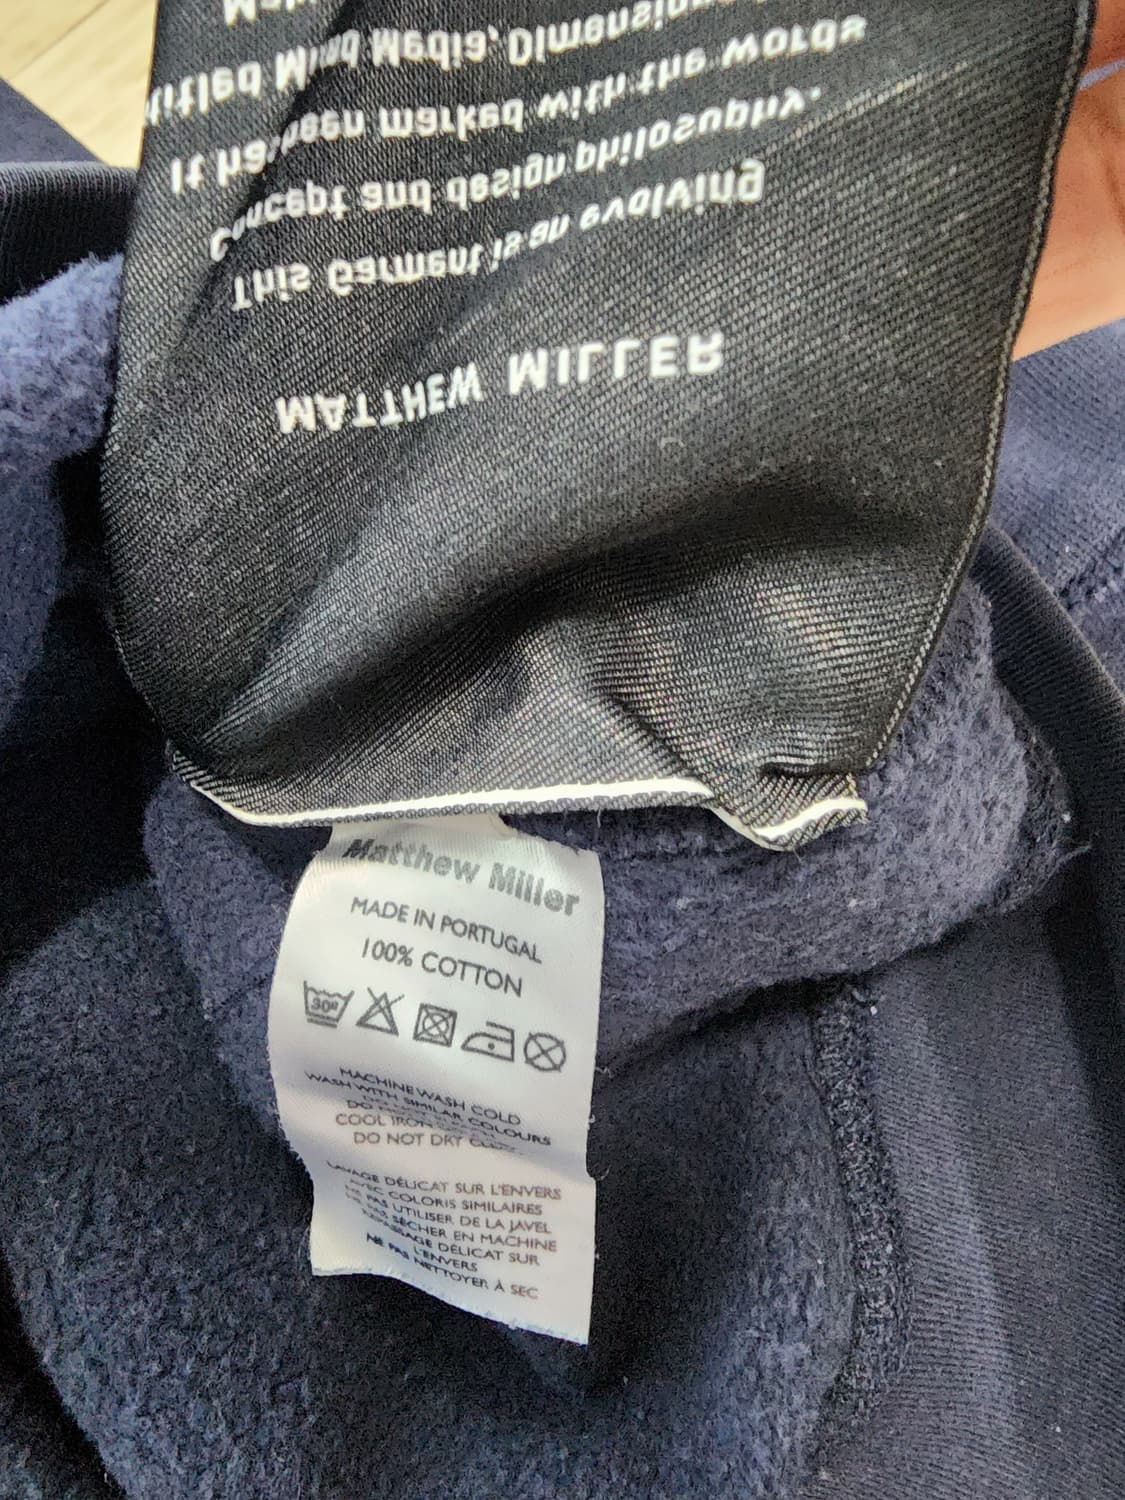 MATTHEW MILLER
This Garment is an evolving
Concept and design philosophy.
It has been marked with the words
Mind Media, Dimension
Matthew Miller
MADE IN PORTUGAL
100% COTTON
30º
MACHINE WASH COLD
WASH WITH SIMILAR COLOURS
DO
COOL IRON
DO NOT DRY
LAVAGE DÉLICAT SUR L'ENVERS
AVEC COLORIS SIMILAIRES
NE PAS UTILISER DE LA JAVEL
PAS SÉCHER EN MACHINE
REPASSAGE DÉLICAT SUR
L'ENVERS
NE PAS NETTOYER À SEC